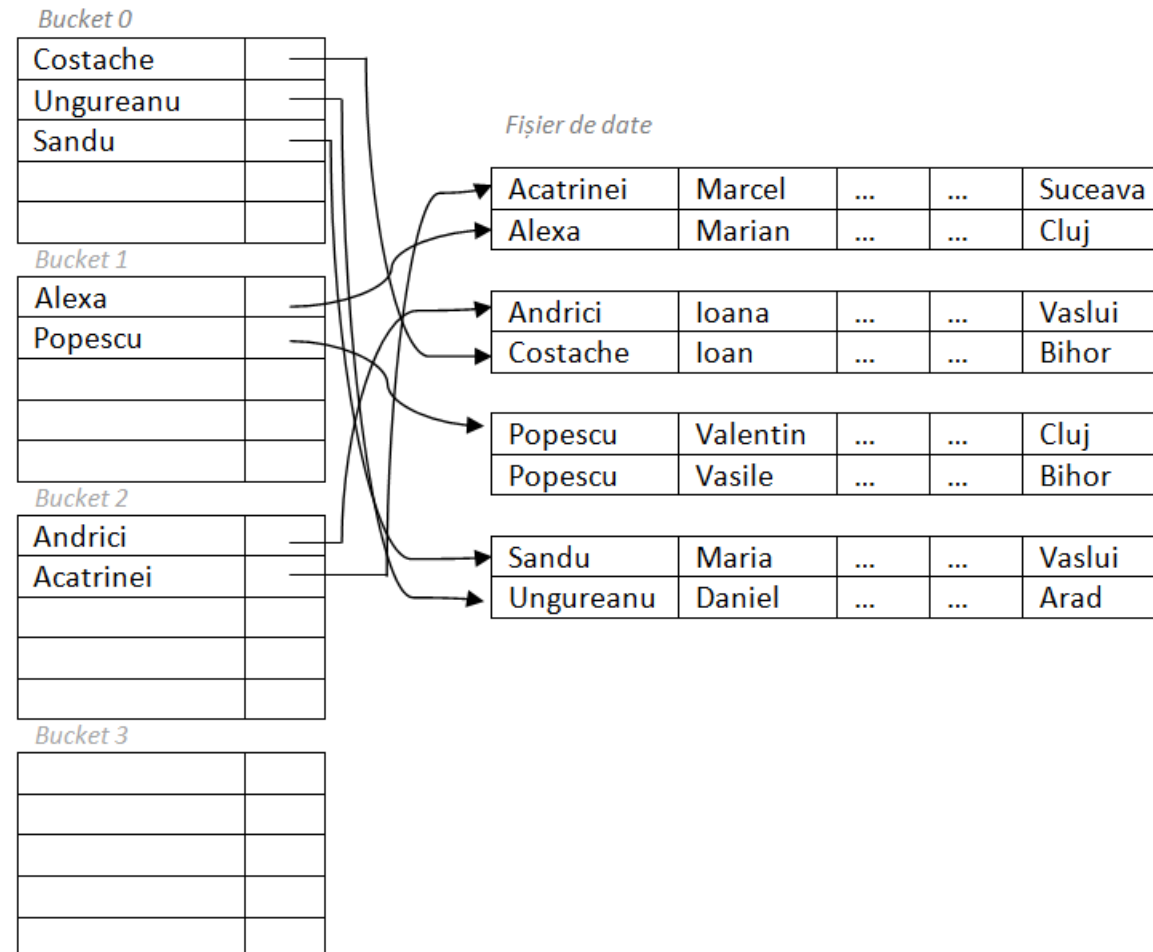 Bucket 0
Costache
Ungureanu
Sandu
Bucket 1
Alexa
Popescu
Bucket 2
Andrici
Acatrinei
Bucket 3
Fișier de date
Acatrinei Marcel ... ... Suceava
Alexa Marian ... ... Cluj
Andrici Ioana ... ... Vaslui
Costache Ioan ... ... Bihor
Popescu Valentin ... ... Cluj
Popescu Vasile ... ... Bihor
Sandu Maria ... ... Vaslui
Ungureanu Daniel ... ... Arad